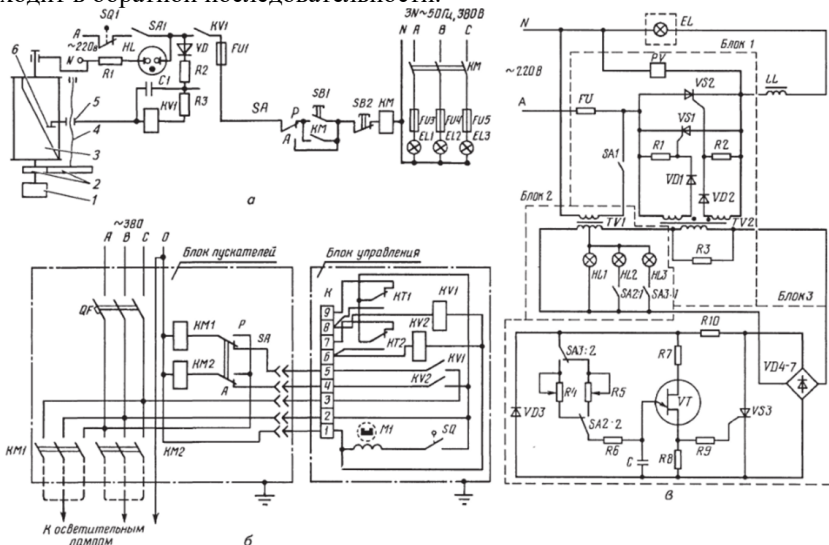 ходит в обратной последовательности.
SQ1
A
SA1
KV1
~220в
HL
VD
FU1
N
R1
R2
C1
R3
KV1
6
5
4
3
2
1
SA
P
A
SB1
KM
SB2
KM
3N~50Гц, 380В
N A B C
KM
FU3 FU4 FU5
EL1 EL2 EL3
а
~380
A B C 0
Блок пускателей
QF
KM1
P
SA
KM2
A
KM1
KM2
К осветительным лампам
б
Блок управления
K
9
8
7
6
5
4
3
2
1
KT1
KV1
KV2
KT2
KV1
KV2
M1
SQ
N
EL
Блок 1
PV
~220В
VS2
LL
A
FU
VS1
SA1
R1
R2
VD1
VD2
Блок 2
TV1
TV2
HL1
HL2
HL3
R3
SA2-1
SA3-1
Блок 3
R10
SA3-2
R7
VD4-7
R4
R5
VT
VD3
SA2-2
VS3
R6
R9
C
R8
в